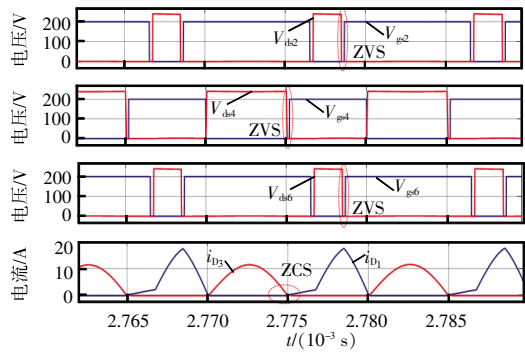 电压/V
200
100
0
V_ds2
V_gs2
ZVS
电压/V
200
100
0
V_ds4
V_gs4
ZVS
电压/V
200
100
0
V_ds6
V_gs6
ZVS
电流/A
20
10
0
i_D3
ZCS
i_D1
2.765 2.770 2.775 2.780 2.785
t/(10⁻³ s)